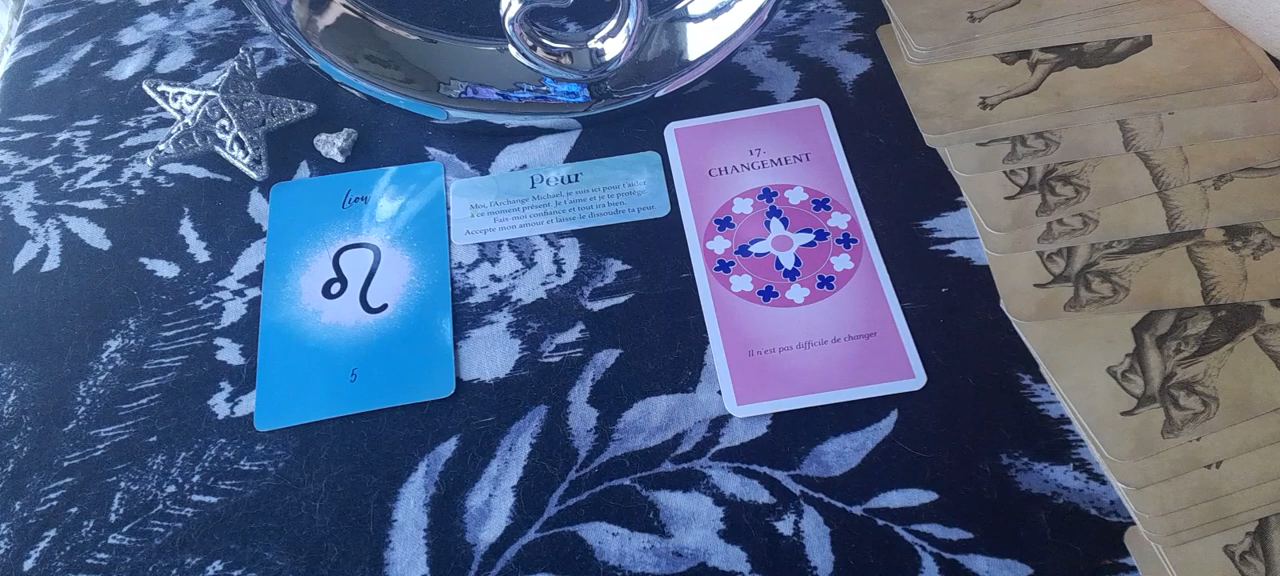 Lion
5
Peur
Moi, l'Archange Michael, je suis ici pour t'aider
à ce moment présent. Je t'aime et je te protège.
Fais-moi confiance et tout ira bien.
Accepte mon amour et laisse-le dissoudre ta peur.
17.
CHANGEMENT
Il n'est pas difficile de changer